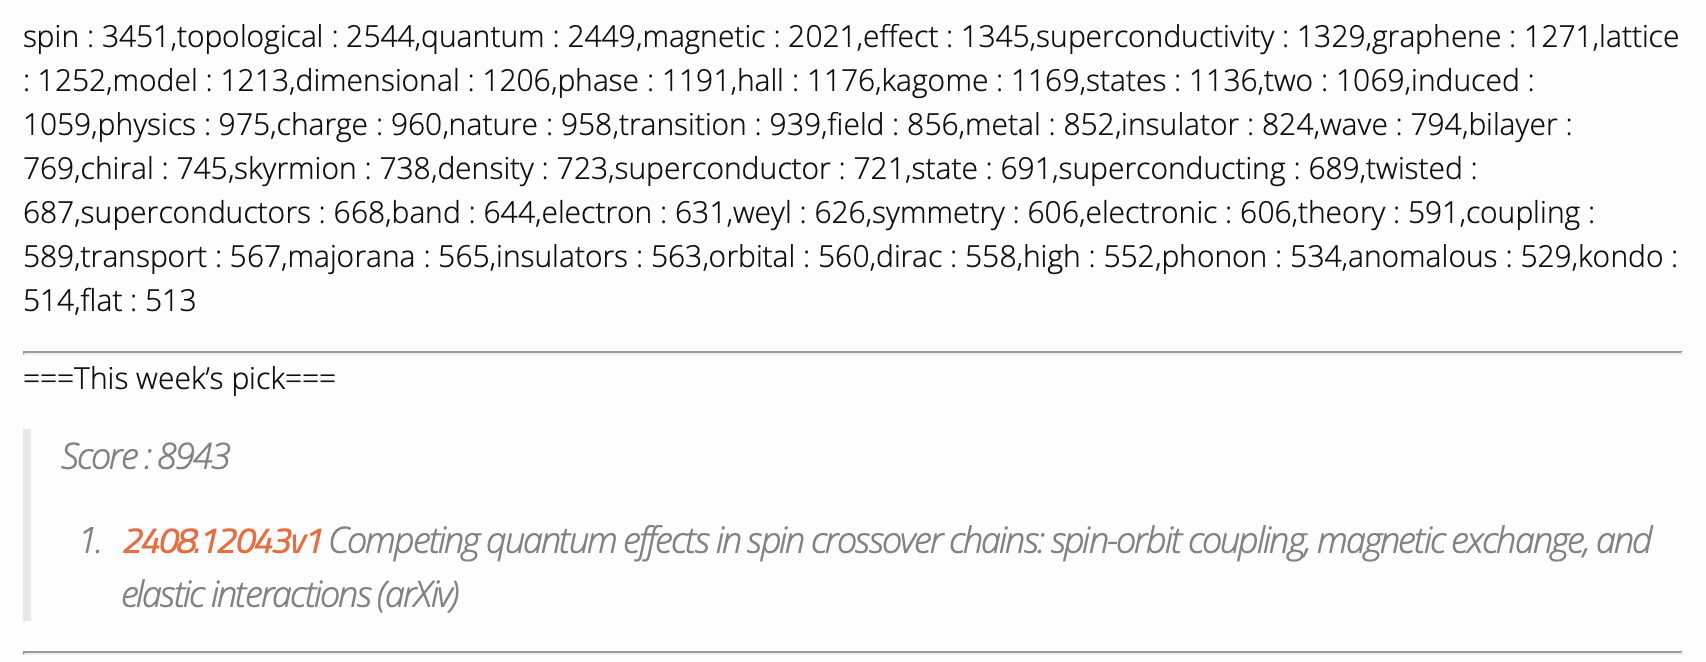 spin : 3451,topological : 2544,quantum : 2449,magnetic : 2021,effect : 1345,superconductivity : 1329,graphene : 1271,lattice
: 1252,model : 1213,dimensional : 1206,phase : 1191,hall : 1176,kagome : 1169,states : 1136,two : 1069,induced :
1059,physics : 975,charge : 960,nature : 958,transition : 939,field : 856,metal : 852,insulator : 824,wave : 794,bilayer :
769,chiral : 745,skyrmion : 738,density : 723,superconductor : 721,state : 691,superconducting : 689,twisted :
687,superconductors : 668,band : 644,electron : 631,weyl : 626,symmetry : 606,electronic : 606,theory : 591,coupling :
589,transport : 567,majorana : 565,insulators : 563,orbital : 560,dirac : 558,high : 552,phonon : 534,anomalous : 529,kondo :
514,flat : 513
===This week’s pick===
Score : 8943
1. 2408.12043v1 Competing quantum effects in spin crossover chains: spin-orbit coupling, magnetic exchange, and
elastic interactions (arXiv)